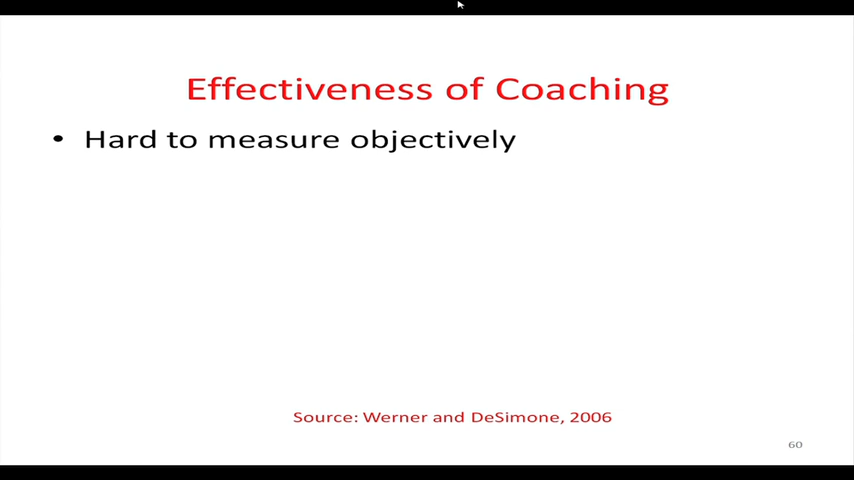 Effectiveness of Coaching
• Hard to measure objectively
Source: Werner and DeSimone, 2006
60